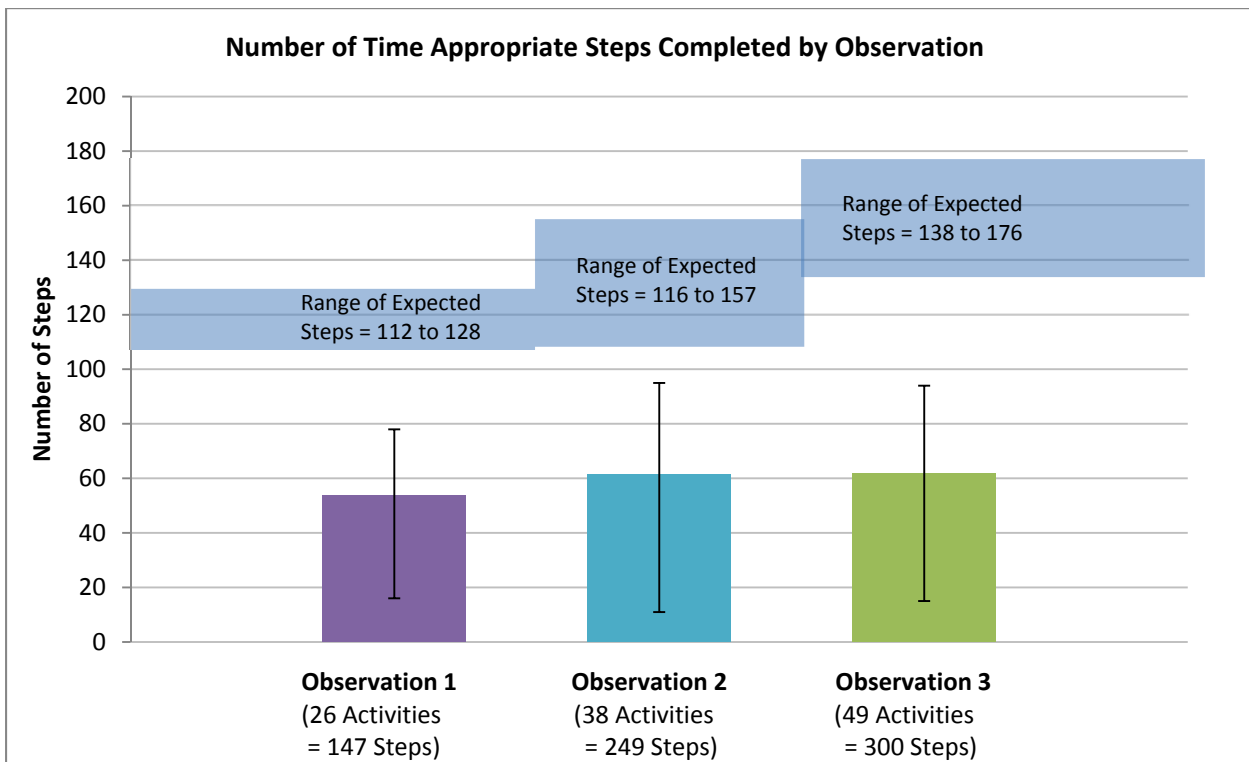 Number of Time Appropriate Steps Completed by Observation
200
180
160
140
120
100
80
60
40
20
0
Number of Steps
Range of Expected
Steps = 112 to 128
Range of Expected
Steps = 116 to 157
Range of Expected
Steps = 138 to 176
Observation 1
(26 Activities
= 147 Steps)
Observation 2
(38 Activities
= 249 Steps)
Observation 3
(49 Activities
= 300 Steps)